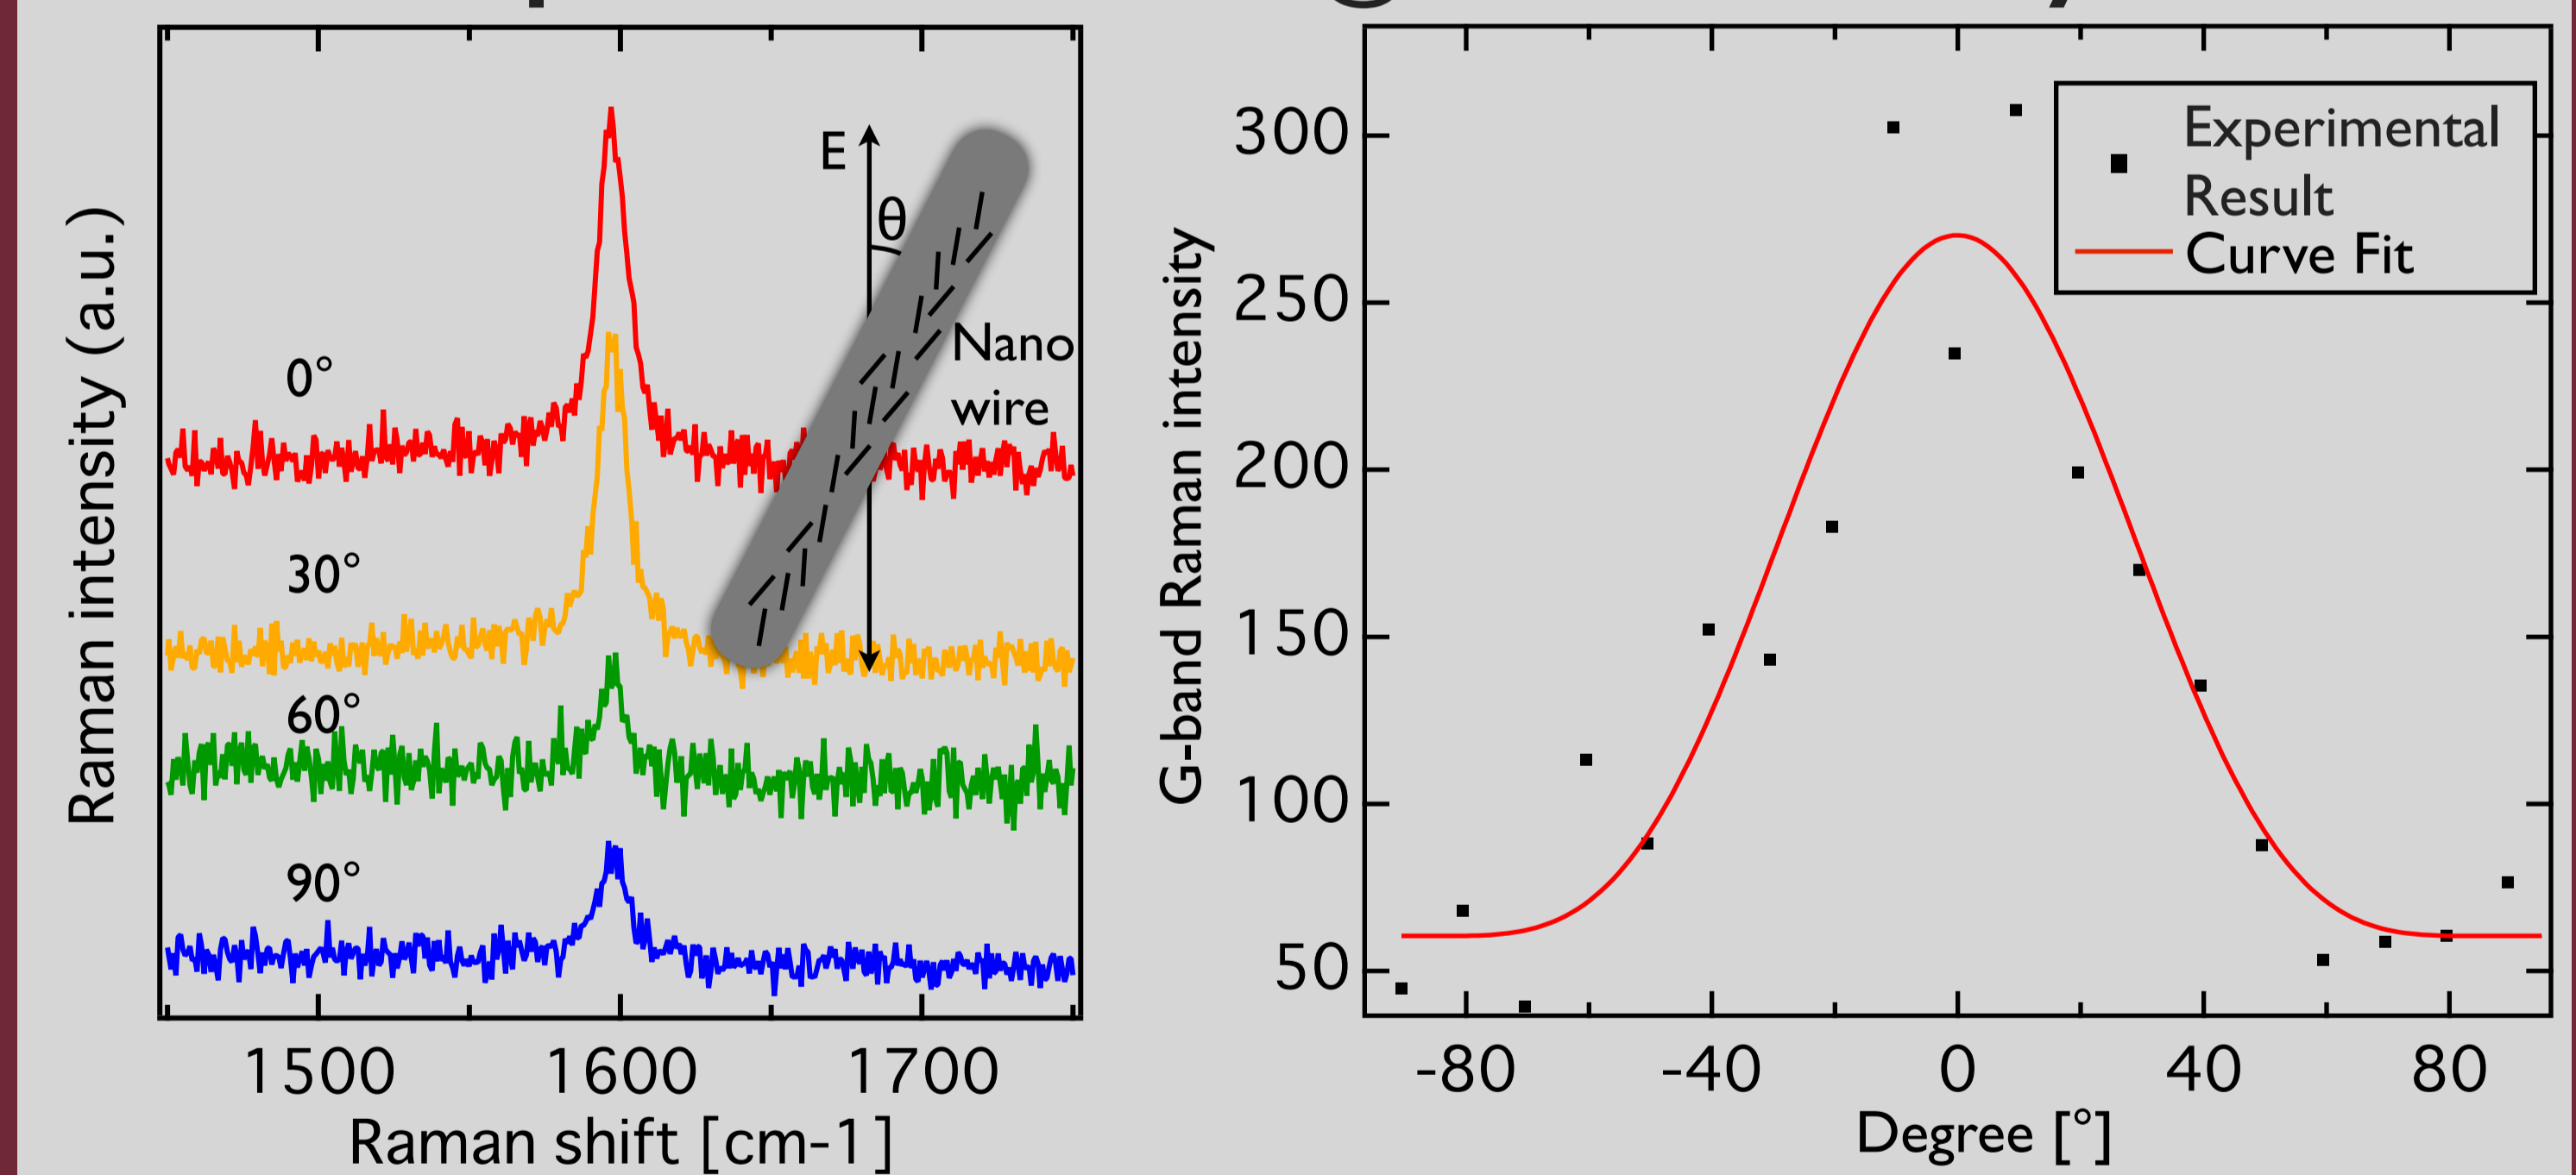 Raman intensity (a.u.)
0°
30°
60°
90°
E
θ
Nano
wire
1500 1600 1700
Raman shift [cm-1]
G-band Raman intensity
300
250
200
150
100
50
Experimental
Result
Curve Fit
-80 -40 0 40 80
Degree [°]